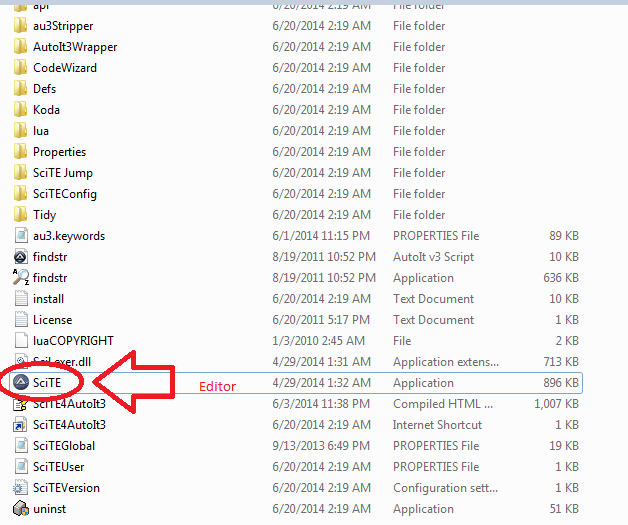 api 6/20/2014 2:19 AM File folder
au3Stripper 6/20/2014 2:19 AM File folder
AutoIt3Wrapper 6/20/2014 2:19 AM File folder
CodeWizard 6/20/2014 2:19 AM File folder
Defs 6/20/2014 2:19 AM File folder
Koda 6/20/2014 2:19 AM File folder
lua 6/20/2014 2:19 AM File folder
Properties 6/20/2014 2:19 AM File folder
SciTE Jump 6/20/2014 2:19 AM File folder
SciTEConfig 6/20/2014 2:19 AM File folder
Tidy 6/20/2014 2:19 AM File folder
au3.keywords 6/1/2014 11:15 PM PROPERTIES File 89 KB
findstr 8/19/2011 10:52 PM AutoIt v3 Script 10 KB
findstr 8/19/2011 10:52 PM Application 636 KB
install 6/20/2014 2:19 AM Text Document 10 KB
License 6/20/2011 5:17 PM Text Document 1 KB
luaCOPYRIGHT 1/3/2010 2:45 AM File 2 KB
SciLexer.dll 4/29/2014 1:31 AM Application extens... 713 KB
SciTE Editor 4/29/2014 1:32 AM Application 896 KB
SciTE4AutoIt3 6/3/2014 11:38 PM Compiled HTML ... 1,007 KB
SciTE4AutoIt3 6/20/2014 2:19 AM Internet Shortcut 1 KB
SciTEGlobal 9/13/2013 6:49 PM PROPERTIES File 19 KB
SciTEUser 6/20/2014 2:19 AM PROPERTIES File 1 KB
SciTEVersion 6/20/2014 2:19 AM Configuration sett... 1 KB
uninst 6/20/2014 2:19 AM Application 51 KB